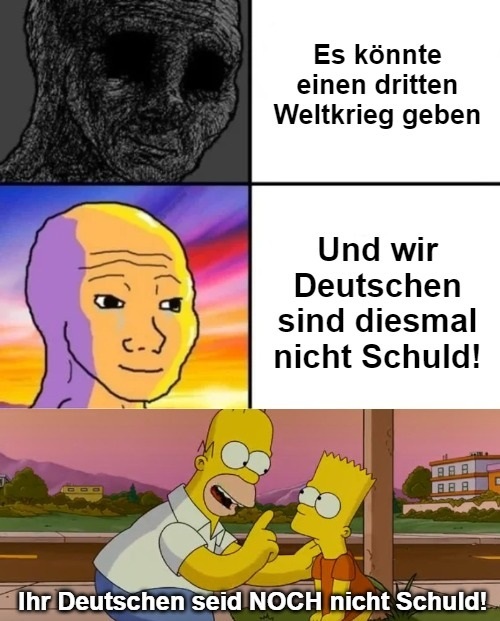 Es könnte
einen dritten
Weltkrieg geben
Und wir
Deutschen
sind diesmal
nicht Schuld!
Ihr Deutschen seid NOCH nicht Schuld!